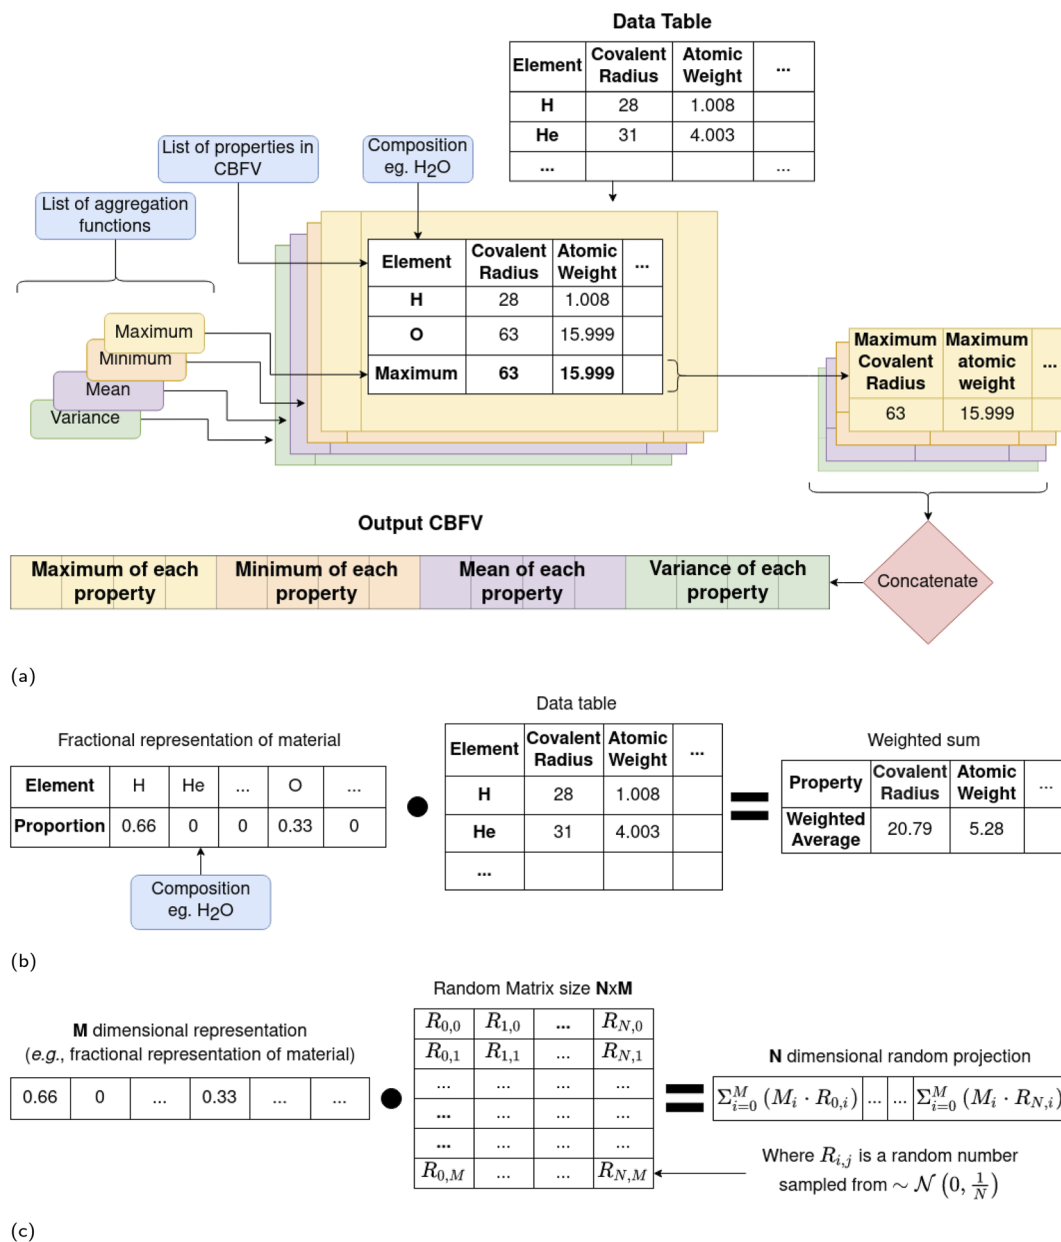 Data Table
Element Covalent Radius Atomic Weight ...
H 28 1.008
He 31 4.003
... ...
List of properties in
CBFV
Composition
eg. H2O
List of aggregation
functions
Element Covalent Radius Atomic Weight ...
H 28 1.008
O 63 15.999
Maximum 63 15.999
Maximum
Minimum
Mean
Variance
Maximum Covalent Radius Maximum atomic weight ...
63 15.999
Output CBFV
Maximum of each property Minimum of each property Mean of each property Variance of each property
Concatenate
(a)
Data table
Fractional representation of material
Element H He ... O ...
Proportion 0.66 0 0 0.33 0
Composition
eg. H2O
Element Covalent Radius Atomic Weight ...
H 28 1.008
He 31 4.003
...
Weighted sum
Property Covalent Radius Atomic Weight ...
Weighted Average 20.79 5.28
(b)
Random Matrix size NxM
M dimensional representation
(e.g., fractional representation of material)
0.66 0 ... 0.33 ... ...
R0,0 R1,0 ... RN,0
R0,1 R1,1 ... RN,1
... ... ... ...
... ... ... ...
... ... ... ...
R0,M ... ... RN,M
N dimensional random projection
Σ_{i=0}^{M} (M_i · R_{0,i}) ... ... Σ_{i=0}^{M} (M_i · R_{N,i})
Where R_{i,j} is a random number
sampled from ~ 𝒩 (0, 1/N)
(c)